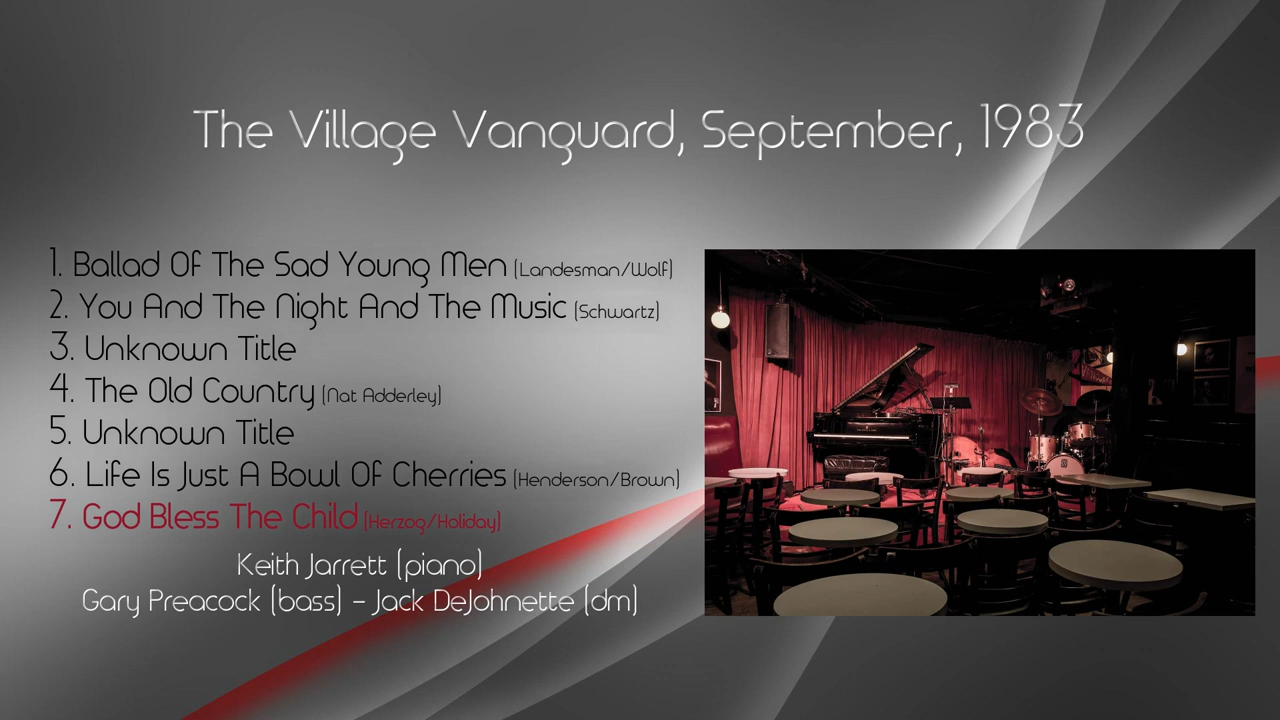 The Village Vanguard, September, 1983
1. Ballad Of The Sad Young Men (Landesman/Wolf)
2. You And The Night And The Music (Schwartz)
3. Unknown Title
4. The Old Country (Nat Adderley)
5. Unknown Title
6. Life Is Just A Bowl Of Cherries (Henderson/Brown)
7. God Bless The Child (Herzog/Holiday)
Keith Jarrett (piano)
Gary Preacock (bass) - Jack DeJohnette (dm)